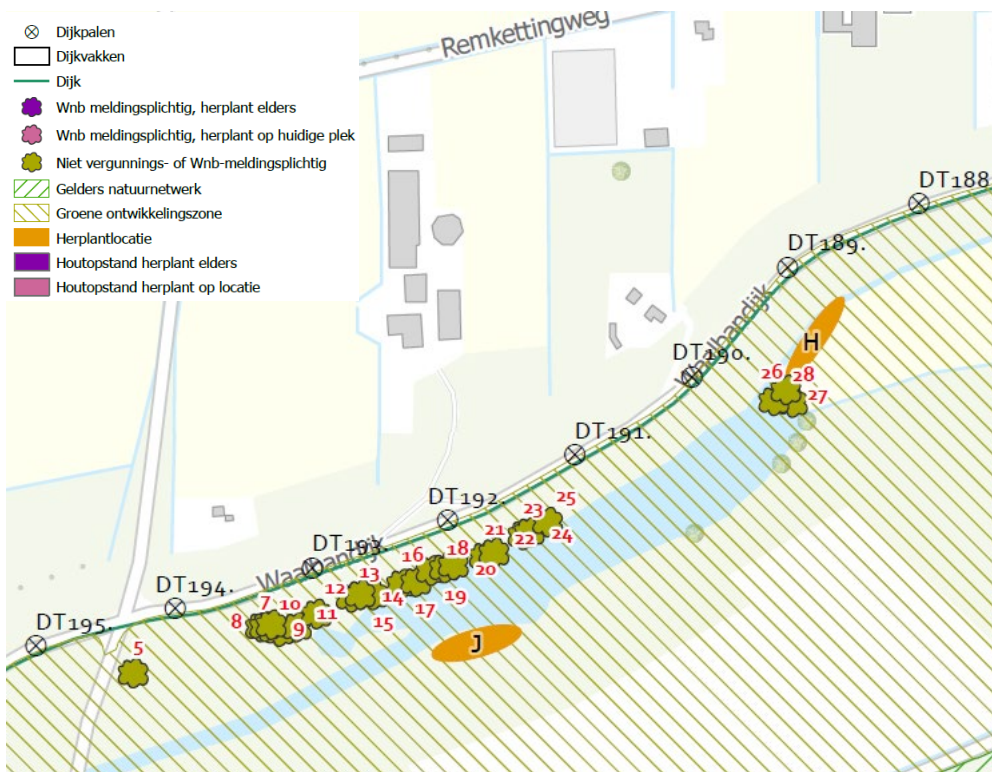 Dijkpalen
Dijkvakken
Dijk
Wnb meldingsplichtig, herplant elders
Wnb meldingsplichtig, herplant op huidige plek
Niet vergunnings- of Wnb-meldingsplichtig
Gelders natuurnetwerk
Groene ontwikkelingszone
Herplantlocatie
Houtopstand herplant elders
Houtopstand herplant op locatie
Remkettingweg
DT188
DT189.
Waalbandijk
H
DT190.
26 28
27
DT191.
DT192.
23 25
21
22 24
DT193.
Waalbandijk
16 18
20
13
12 14
19
17
15
DT194.
7 10
11
8 9
DT195.
5
J